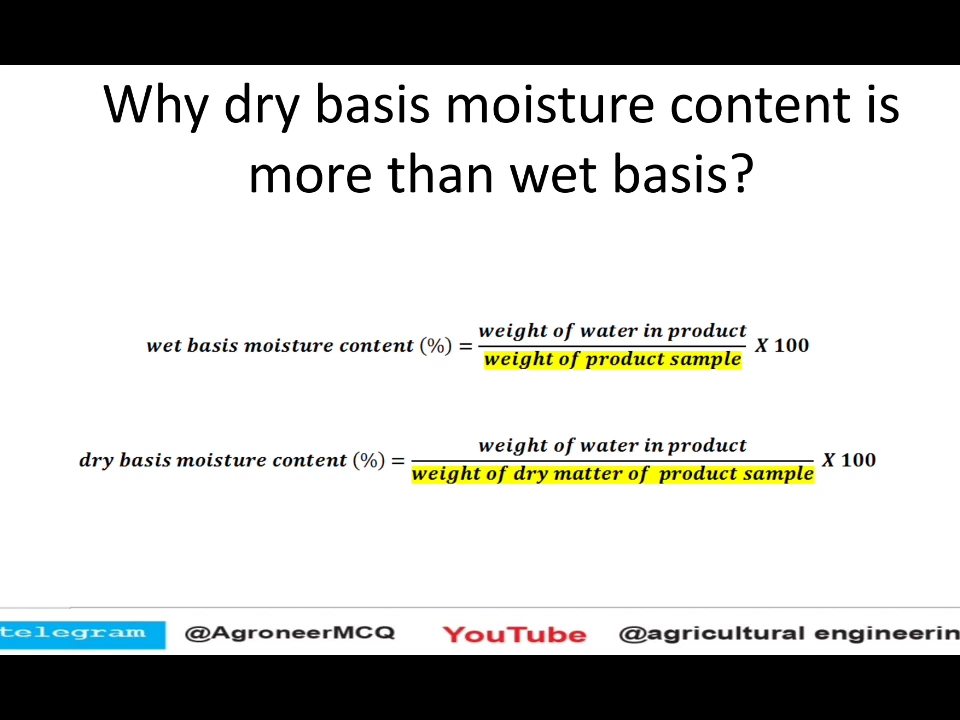 Why dry basis moisture content is
more than wet basis?
wet basis moisture content (%) = weight of water in product / weight of product sample X 100
dry basis moisture content (%) = weight of water in product / weight of dry matter of product sample X 100
telegram @AgroneerMCQ YouTube @agricultural engineerin